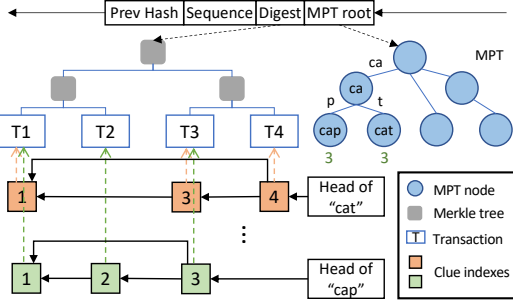 Prev Hash Sequence Digest MPT root
MPT
ca
ca
p t
cap cat
3 3
T1 T2 T3 T4
1 3 4 Head of
"cat"
⋮
1 2 3 Head of
"cap"
MPT node
Merkle tree
T Transaction
Clue indexes